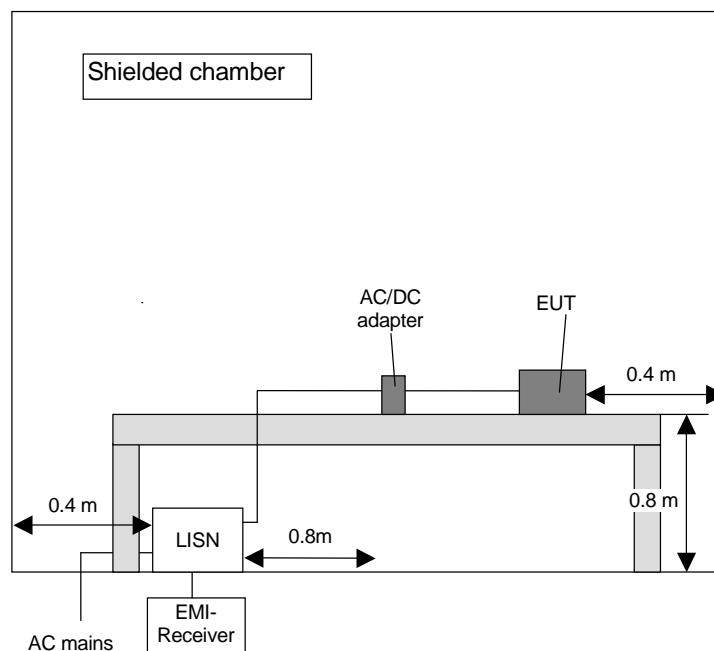 Shielded chamber
AC/DC
adapter
EUT
0.4 m
0.4 m
0.8 m
LISN
0.8m
EMI-
Receiver
AC mains